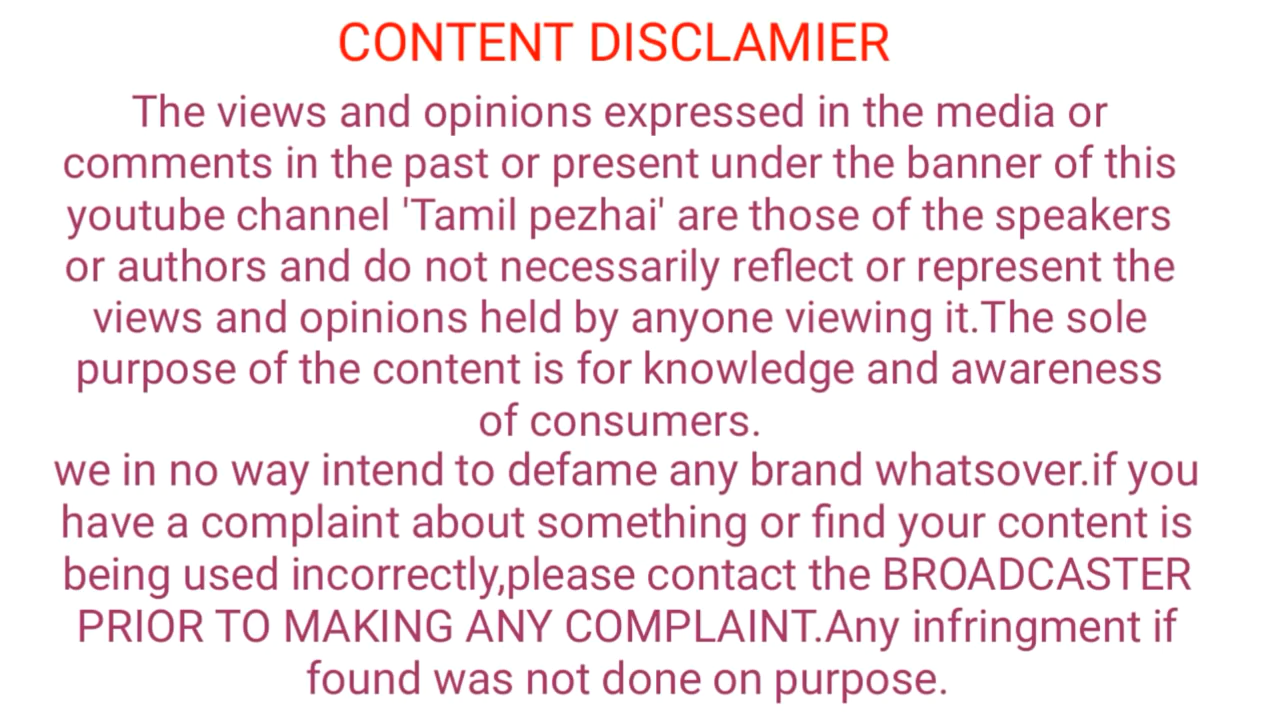 CONTENT DISCLAMIER
The views and opinions expressed in the media or
comments in the past or present under the banner of this
youtube channel 'Tamil pezhai' are those of the speakers
or authors and do not necessarily reflect or represent the
views and opinions held by anyone viewing it.The sole
purpose of the content is for knowledge and awareness
of consumers.
we in no way intend to defame any brand whatsover.if you
have a complaint about something or find your content is
being used incorrectly,please contact the BROADCASTER
PRIOR TO MAKING ANY COMPLAINT.Any infringment if
found was not done on purpose.